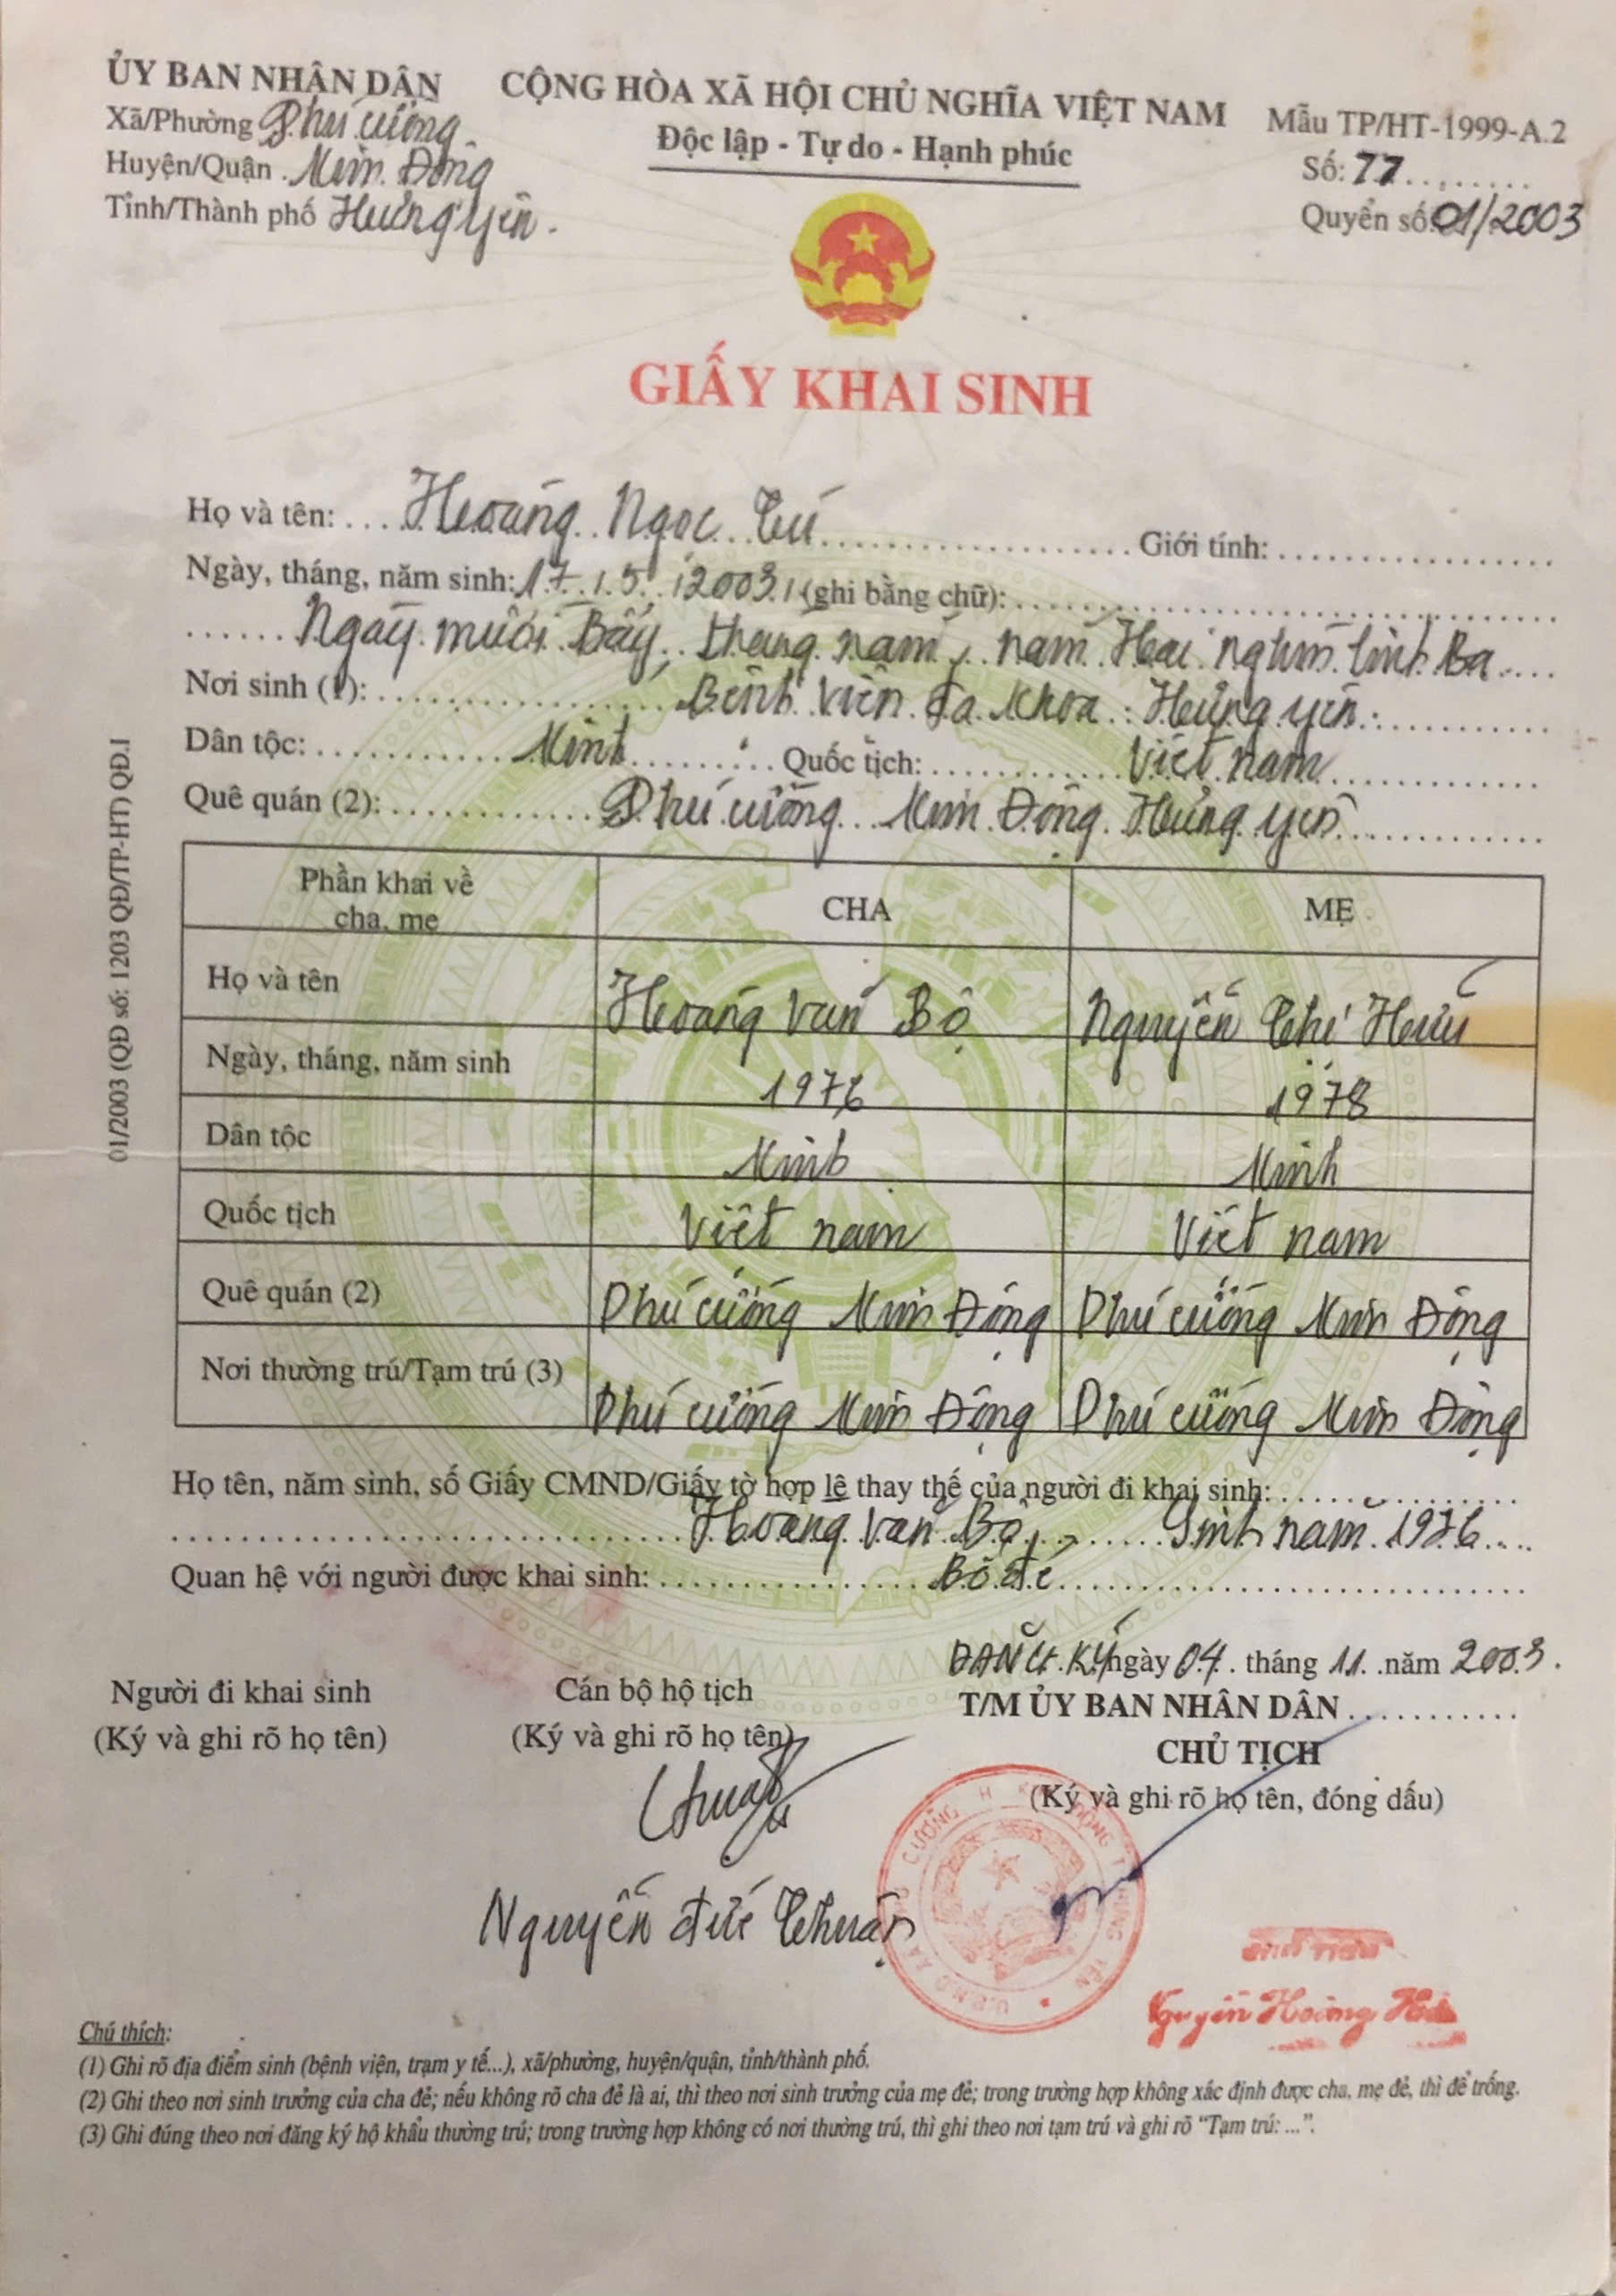 ỦY BAN NHÂN DÂN
CỘNG HÒA XÃ HỘI CHỦ NGHĨA VIỆT NAM
Mẫu TP/HT-1999-A.2
Xã/Phường Phú cường
Độc lập - Tự do - Hạnh phúc
Số: 77
Huyện/Quận Kim Động
Quyển số: 01/2003
Tỉnh/Thành phố Hưng yên
GIẤY KHAI SINH
Họ và tên: Hoàng Ngọc Tú Giới tính:
Ngày, tháng, năm sinh: 17/5/2003 (ghi bằng chữ):
Ngày mười Bảy, tháng năm, năm Hai nghìn linh Ba
Nơi sinh (1): Bệnh viện đa khoa Hưng yên
Dân tộc: Kinh Quốc tịch: Việt nam
Quê quán (2): Phú cường Kim Động Hưng yên
Phần khai về cha, mẹ
CHA
MẸ
Họ và tên
Hoàng Văn Bộ
Nguyễn Thị
Ngày, tháng, năm sinh
1976
1978
Dân tộc
Kinh
Kinh
Quốc tịch
Việt nam
Việt nam
Quê quán (2)
Phú cường Kim Động
Phú cường Kim Động
Nơi thường trú/Tạm trú (3)
Phú cường Kim Động
Phú cường Kim Động
Họ tên, năm sinh, số Giấy CMND/Giấy tờ hợp lệ thay thế của người đi khai sinh:
Hoàng Văn Bộ, Sinh năm 1976
Quan hệ với người được khai sinh: Bố đẻ
ĐĂNG KÝ ngày 04 tháng 11 năm 2003
Người đi khai sinh
Cán bộ hộ tịch
T/M ỦY BAN NHÂN DÂN
(Ký và ghi rõ họ tên)
(Ký và ghi rõ họ tên)
CHỦ TỊCH
(Ký và ghi rõ họ tên, đóng dấu)
Nguyễn đức Thuận
Nguyễn Hoàng
Chú thích:
(1) Ghi rõ địa điểm sinh (bệnh viện, trạm y tế...), xã/phường, huyện/quận, tỉnh/thành phố.
(2) Ghi theo nơi sinh trưởng của cha đẻ; nếu không rõ cha đẻ là ai, thì theo nơi sinh trưởng của mẹ đẻ; trong trường hợp không xác định được cha, mẹ đẻ, thì để trống.
(3) Ghi đúng theo nơi đăng ký hộ khẩu thường trú; trong trường hợp không có nơi thường trú, thì ghi theo nơi tạm trú và ghi rõ "Tạm trú: ...".
01/2003 (QĐ số: 1203 QĐ/TP-HT) QĐ.1